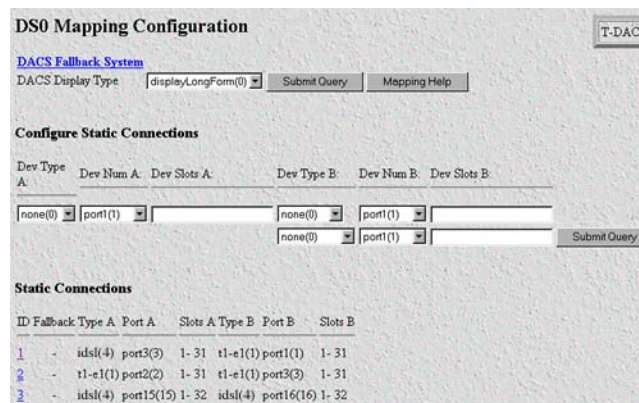 DS0 Mapping Configuration
T-DAC
DACS Fallback System
DACS Display Type displayLongForm(0) Submit Query Mapping Help
Configure Static Connections
Dev Type A: Dev Num A: Dev Slots A: Dev Type B: Dev Num B: Dev Slots B:
none(0) port1(1) none(0) port1(1)
none(0) port1(1) Submit Query
Static Connections
ID Fallback Type A Port A Slots A Type B Port B Slots B
1 - idsl(4) port3(3) 1- 31 t1-e1(1) port1(1) 1- 31
2 - t1-e1(1) port2(2) 1- 31 t1-e1(1) port3(3) 1- 31
3 - idsl(4) port15(15) 1- 32 idsl(4) port16(16) 1- 32